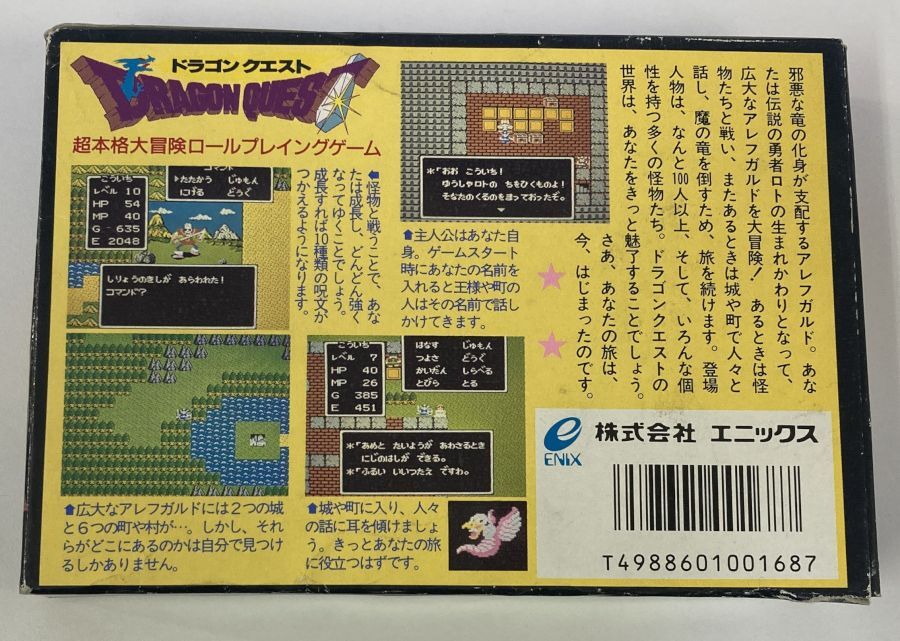 ドラゴン クエスト
DRAGON QUEST
超本格大冒険ロールプレイングゲーム
コマンド
たたかう じゅもん
にげる どうぐ
こういち
レベル 10
HP 54
MP 40
G- 635
E 2048
しりょうのきしが あらわれた!
コマンド?
⬅怪物と戦うことで、あな
たは成長し、どんどん強く
なってゆくことでしょう。
成長すれば10種類の呪文が
つかえるようになります。
*「おお こういち!
ゆうしゃロトの ちをひくものよ!
そなたのくるのをまっておったぞ。
⬆主人公はあなた自
身。ゲームスタート
時にあなたの名前を
入れると王様や町の
人はその名前で話し
かけてきます。
邪悪な竜の化身が支配するアレフガルド。あな
たは伝説の勇者ロトの生まれかわりとなって、
広大なアレフガルドを大冒険! あるときは怪
物たちと戦い、またあるときは城や町で人々と
話し、魔の竜を倒すため、旅を続けます。登場
人物は、なんと100人以上、そして、いろんな個
性を持つ多くの怪物たち。ドラゴンクエストの
世界は、あなたをきっと魅了することでしょう。
さあ、あなたの旅は、
今、はじまったのです。
⬆広大なアレフガルドには2つの城
と6つの町や村が…。しかし、それ
らがどこにあるのかは自分で見つけ
るしかありません。
こういち
レベル 7
HP 40
MP 26
G 385
E 451
はなす じゅもん
つよさ どうぐ
かいだん しらべる
とびら とる
*「あめと たいようが あわさるとき
にじのはしが できる。
*「ふるい いいつたえ ですわ。
⬆城や町に入り、人々
の話に耳を傾けましょ
う。きっとあなたの旅
に役立つはずです。
ENIX
株式会社 エニックス
T4988601001687